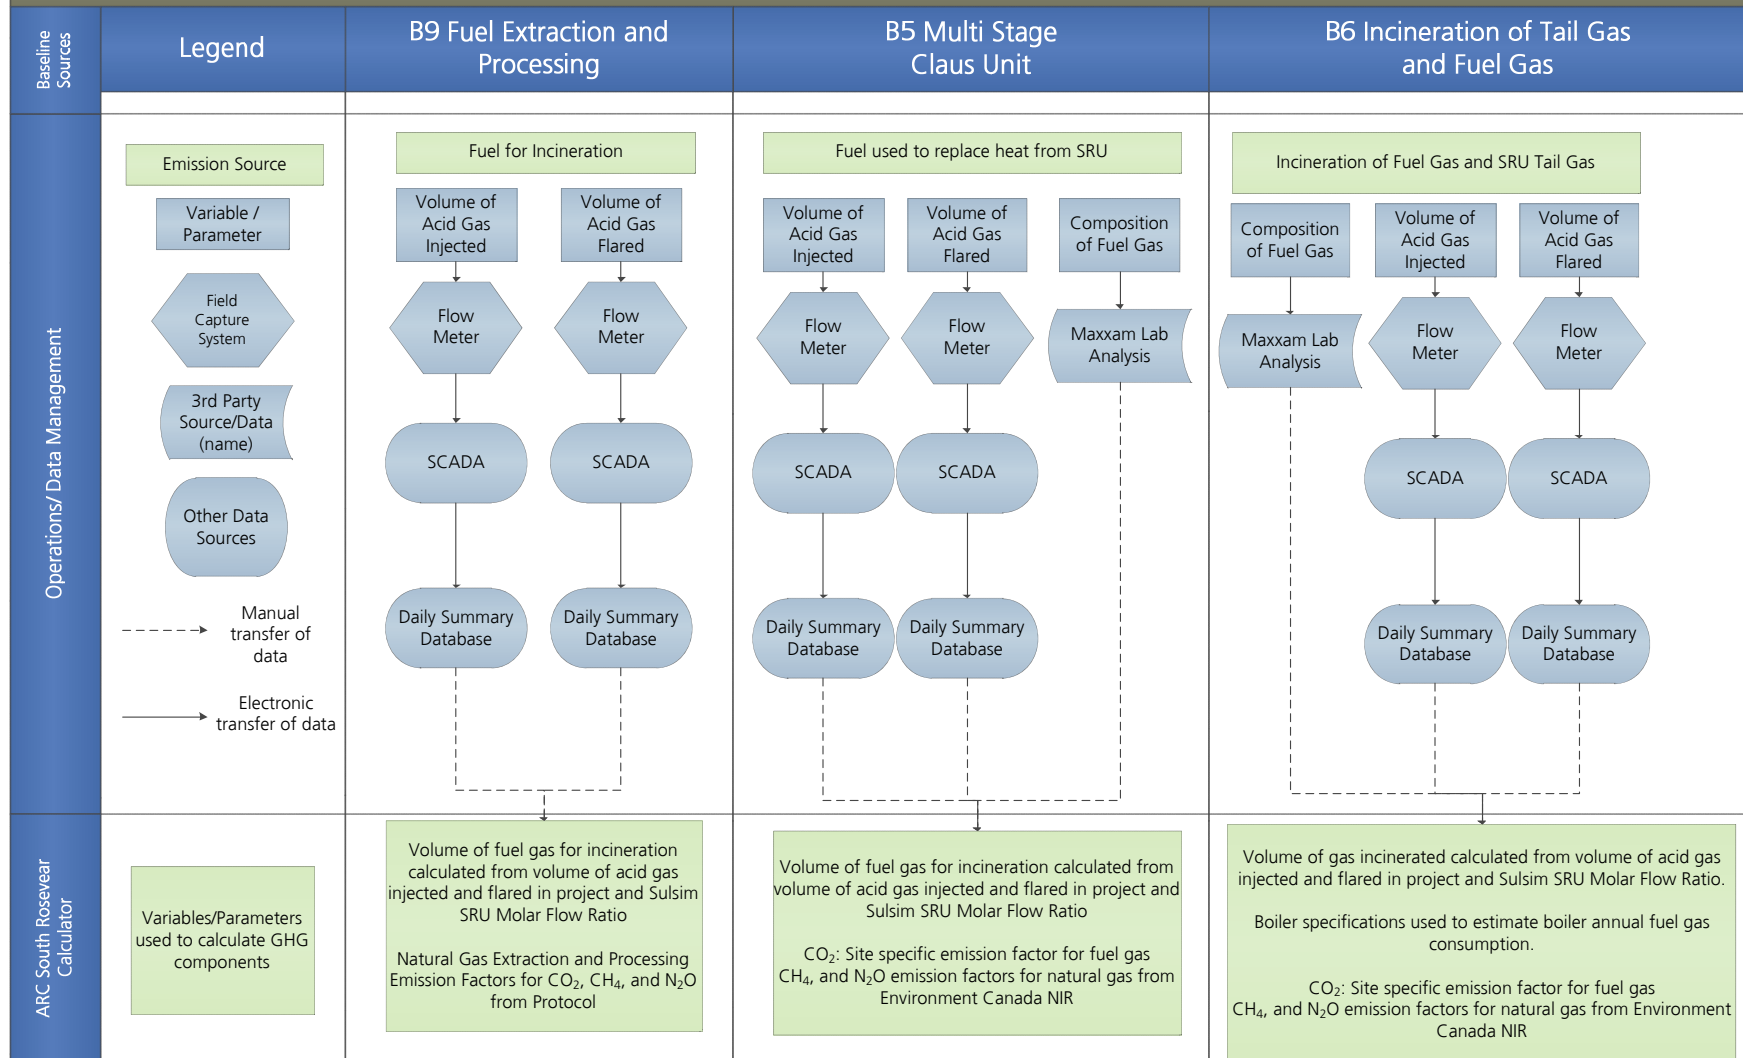 Baseline
Sources
Legend
B9 Fuel Extraction and
Processing
B5 Multi Stage
Claus Unit
B6 Incineration of Tail Gas
and Fuel Gas
Operations/ Data Management
Emission Source
Variable /
Parameter
Field
Capture
System
3rd Party
Source/Data
(name)
Other Data
Sources
Manual
transfer of
data
Electronic
transfer of data
Fuel for Incineration
Volume of
Acid Gas
Injected
Volume of
Acid Gas
Flared
Flow
Meter
Flow
Meter
SCADA
SCADA
Daily Summary
Database
Daily Summary
Database
Fuel used to replace heat from SRU
Volume of
Acid Gas
Injected
Volume of
Acid Gas
Flared
Composition
of Fuel Gas
Flow
Meter
Flow
Meter
Maxxam Lab
Analysis
SCADA
SCADA
Daily Summary
Database
Daily Summary
Database
Incineration of Fuel Gas and SRU Tail Gas
Composition
of Fuel Gas
Volume of
Acid Gas
Injected
Volume of
Acid Gas
Flared
Maxxam Lab
Analysis
Flow
Meter
Flow
Meter
SCADA
SCADA
Daily Summary
Database
Daily Summary
Database
ARC South Rosevear
Calculator
Variables/Parameters
used to calculate GHG
components
Volume of fuel gas for incineration
calculated from volume of acid gas
injected and flared in project and Sulsim
SRU Molar Flow Ratio
Natural Gas Extraction and Processing
Emission Factors for CO₂, CH₄, and N₂O
from Protocol
Volume of fuel gas for incineration calculated from
volume of acid gas injected and flared in project and
Sulsim SRU Molar Flow Ratio
CO₂: Site specific emission factor for fuel gas
CH₄, and N₂O emission factors for natural gas from
Environment Canada NIR
Volume of gas incinerated calculated from volume of acid gas
injected and flared in project and Sulsim SRU Molar Flow Ratio.
Boiler specifications used to estimate boiler annual fuel gas
consumption.
CO₂: Site specific emission factor for fuel gas
CH₄, and N₂O emission factors for natural gas from Environment
Canada NIR